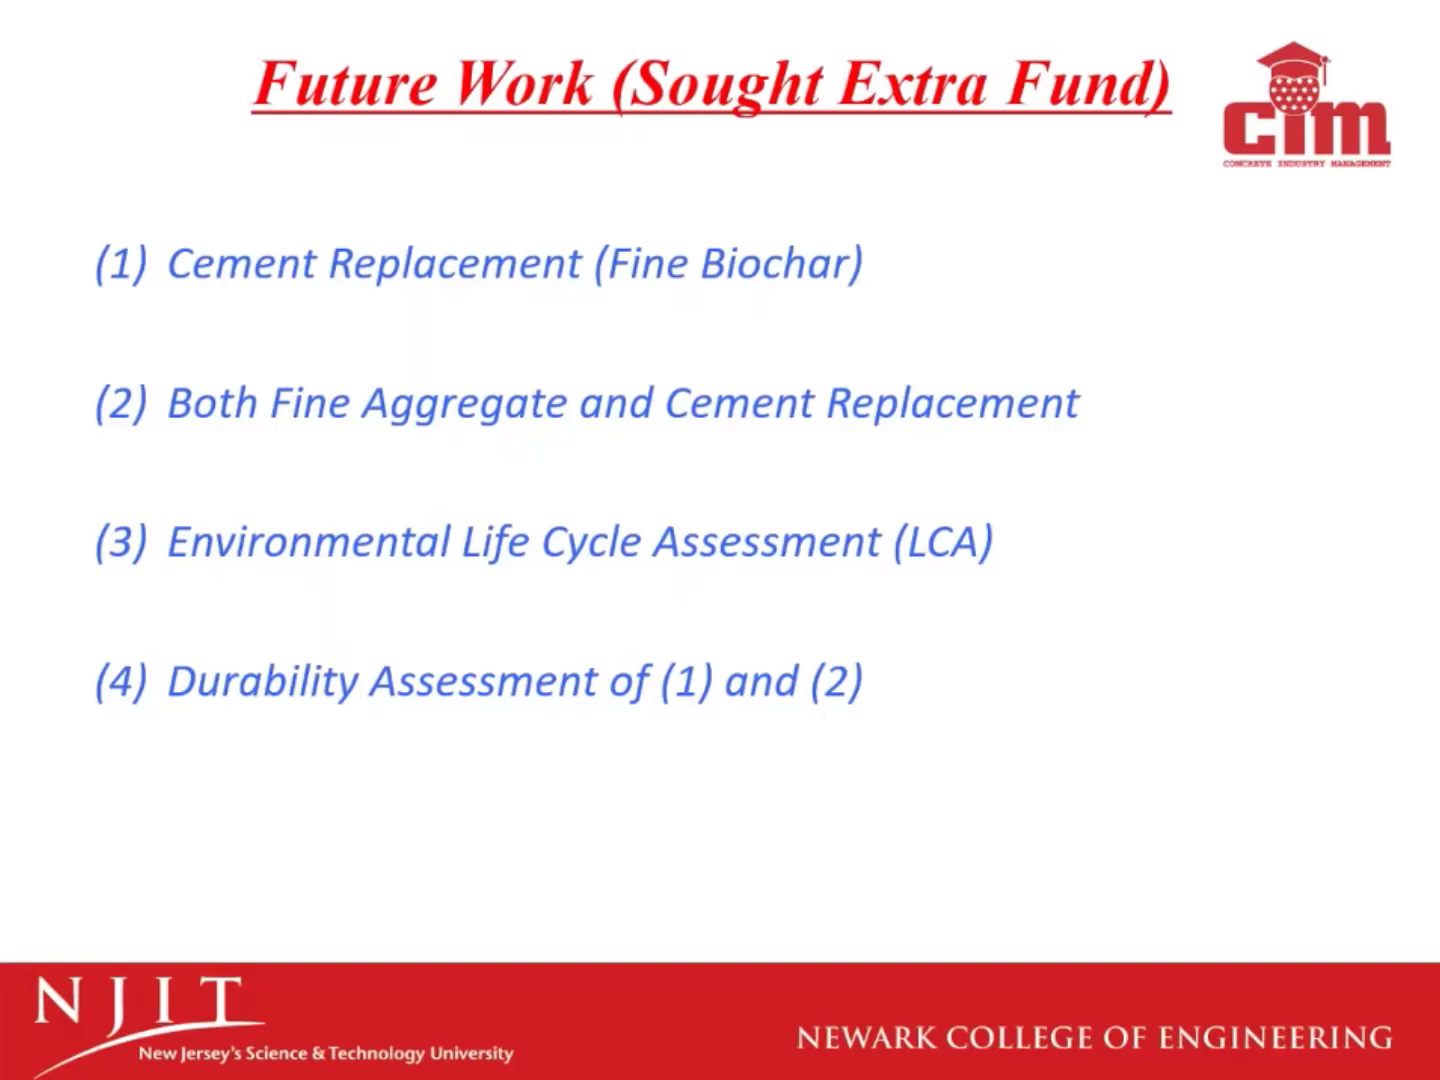 Future Work (Sought Extra Fund)
cim
CONCRETE INDUSTRY MANAGEMENT
(1) Cement Replacement (Fine Biochar)
(2) Both Fine Aggregate and Cement Replacement
(3) Environmental Life Cycle Assessment (LCA)
(4) Durability Assessment of (1) and (2)
NJIT
New Jersey's Science & Technology University
NEWARK COLLEGE OF ENGINEERING